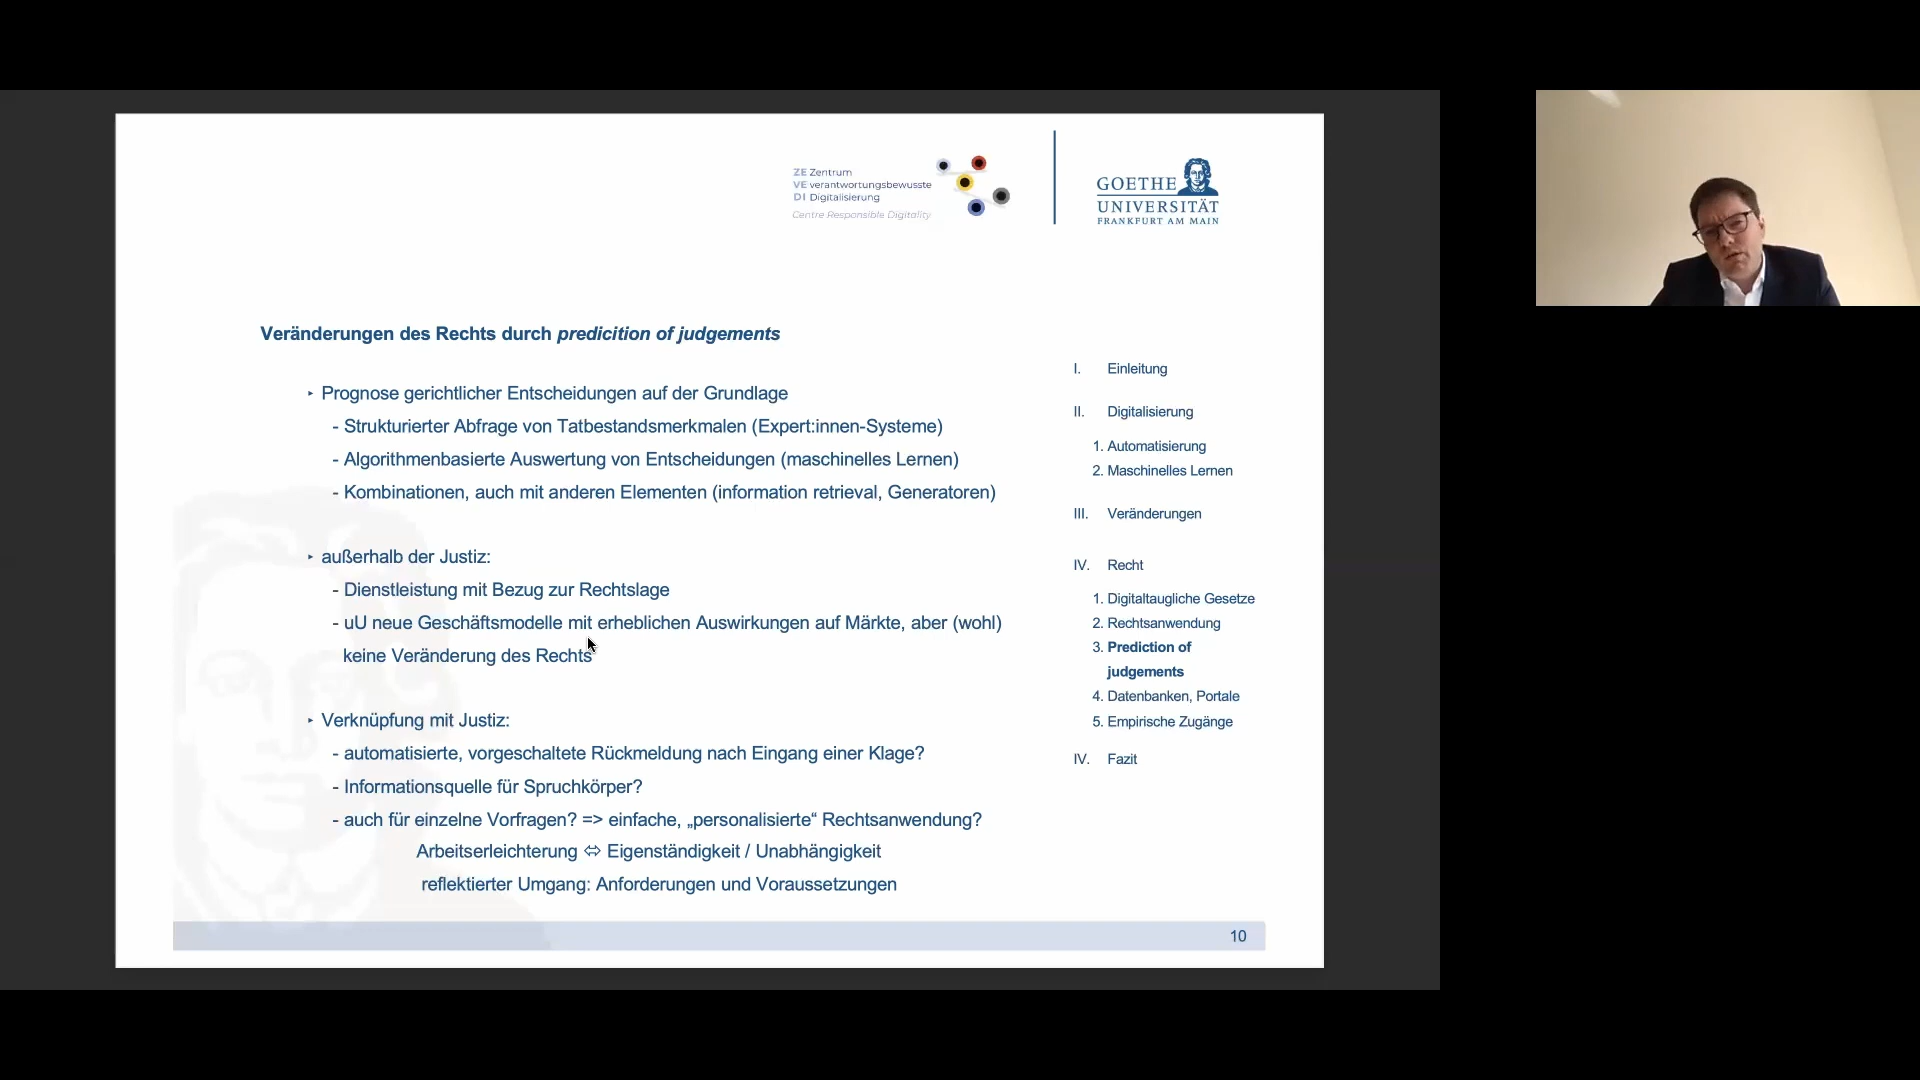 ZE Zentrum
VE verantwortungsbewusste
DI Digitalisierung
Centre Responsible Digitality
GOETHE
UNIVERSITÄT
FRANKFURT AM MAIN
Veränderungen des Rechts durch predicition of judgements
‣ Prognose gerichtlicher Entscheidungen auf der Grundlage
- Strukturierter Abfrage von Tatbestandsmerkmalen (Expert:innen-Systeme)
- Algorithmenbasierte Auswertung von Entscheidungen (maschinelles Lernen)
- Kombinationen, auch mit anderen Elementen (information retrieval, Generatoren)
‣ außerhalb der Justiz:
- Dienstleistung mit Bezug zur Rechtslage
- uU neue Geschäftsmodelle mit erheblichen Auswirkungen auf Märkte, aber (wohl)
keine Veränderung des Rechts
‣ Verknüpfung mit Justiz:
- automatisierte, vorgeschaltete Rückmeldung nach Eingang einer Klage?
- Informationsquelle für Spruchkörper?
- auch für einzelne Vorfragen? => einfache, „personalisierte“ Rechtsanwendung?
Arbeitserleichterung ⇔ Eigenständigkeit / Unabhängigkeit
reflektierter Umgang: Anforderungen und Voraussetzungen
I. Einleitung
II. Digitalisierung
1. Automatisierung
2. Maschinelles Lernen
III. Veränderungen
IV. Recht
1. Digitaltaugliche Gesetze
2. Rechtsanwendung
3. Prediction of
judgements
4. Datenbanken, Portale
5. Empirische Zugänge
IV. Fazit
10